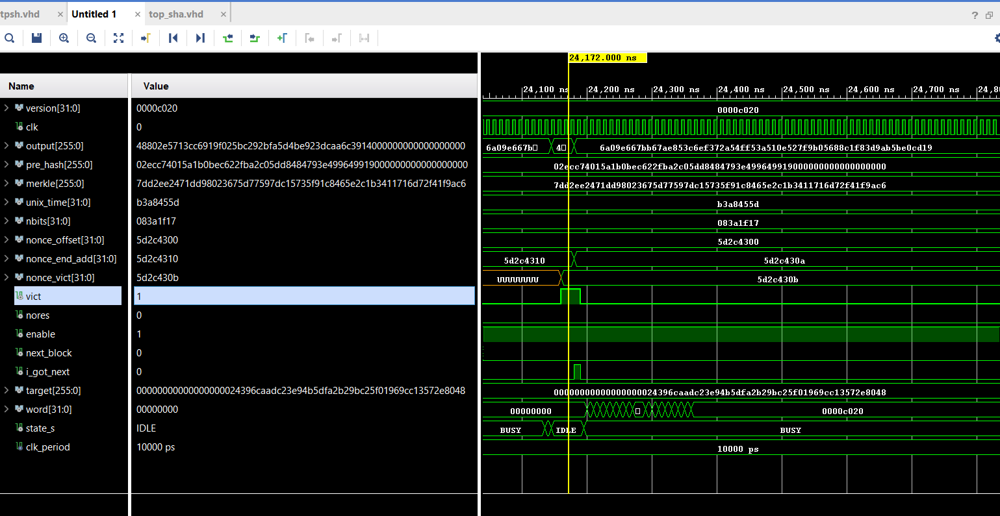 tpsh.vhd × Untitled 1 × top_sha.vhd ×
?
24,172.000 ns
Name Value
24,100 ns 24,200 ns 24,300 ns 24,400 ns 24,500 ns 24,600 ns 24,700 ns 24,8
version[31:0] 0000c020 0000c020
clk 0
output[255:0] 48802e5713cc6919f025bc292bfa5d4be923dcaa6c3914000000000000000000 6a09e667b 4 6a09e667bb67ae853c6ef372a54ff53a510e527f9b05688c1f83d9ab5be0cd19
pre_hash[255:0] 02ecc74015a1b0bec622fba2c05dd8484793e499649919000000000000000000 02ecc74015a1b0bec622fba2c05dd8484793e499649919000000000000000000
merkle[255:0] 7dd2ee2471dd98023675d77597dc15735f91c8465e2c1b3411716d72f41f9ac6 7dd2ee2471dd98023675d77597dc15735f91c8465e2c1b3411716d72f41f9ac6
unix_time[31:0] b3a8455d b3a8455d
nbits[31:0] 083a1f17 083a1f17
nonce_offset[31:0] 5d2c4300 5d2c4300
nonce_end_add[31:0] 5d2c4310 5d2c4310 5d2c430a
nonce_vict[31:0] 5d2c430b UUUUUUUU 5d2c430b
vict 1
nores 0
enable 1
next_block 0
i_got_next 0
target[255:0] 00000000000000000024396caadc23e94b5dfa2b29bc25f01969cc13572e8048 00000000000000000024396caadc23e94b5dfa2b29bc25f01969cc13572e8048
word[31:0] 00000000 00000000 0000c020
state_s IDLE BUSY IDLE BUSY
clk_period 10000 ps 10000 ps